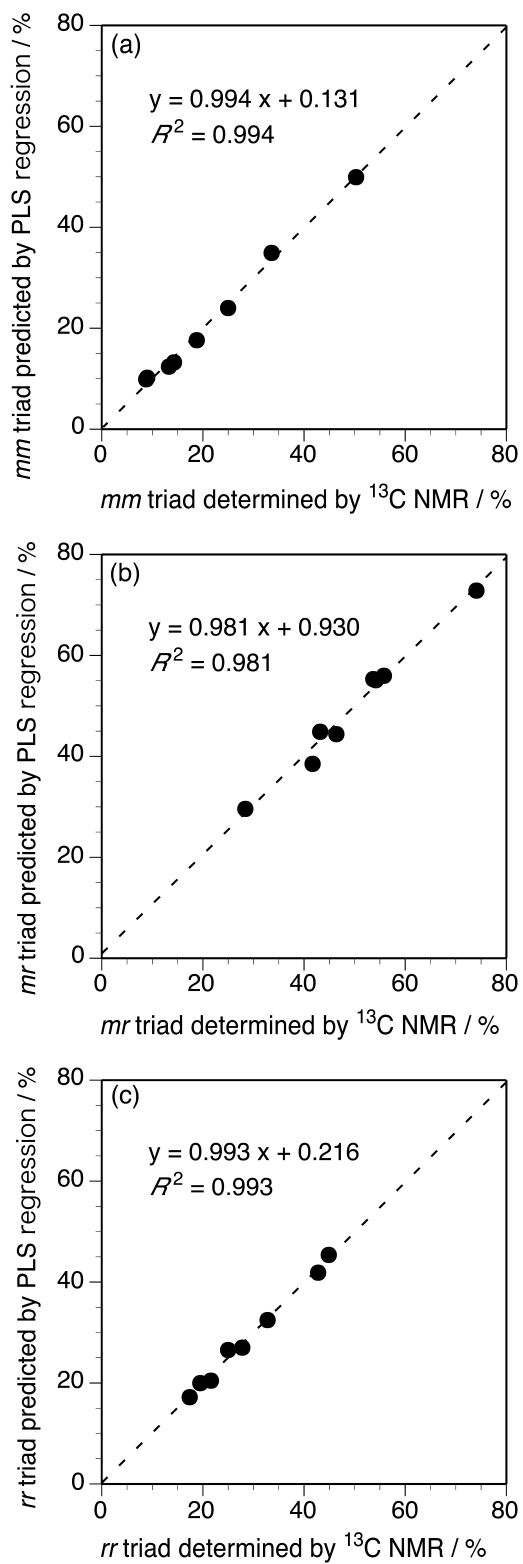 (a)
y = 0.994 x + 0.131
R² = 0.994
mm triad predicted by PLS regression / %
80
60
40
20
0
0 20 40 60 80
mm triad determined by ¹³C NMR / %
(b)
y = 0.981 x + 0.930
R² = 0.981
mr triad predicted by PLS regression / %
80
60
40
20
0
0 20 40 60 80
mr triad determined by ¹³C NMR / %
(c)
y = 0.993 x + 0.216
R² = 0.993
rr triad predicted by PLS regression / %
80
60
40
20
0
0 20 40 60 80
rr triad determined by ¹³C NMR / %